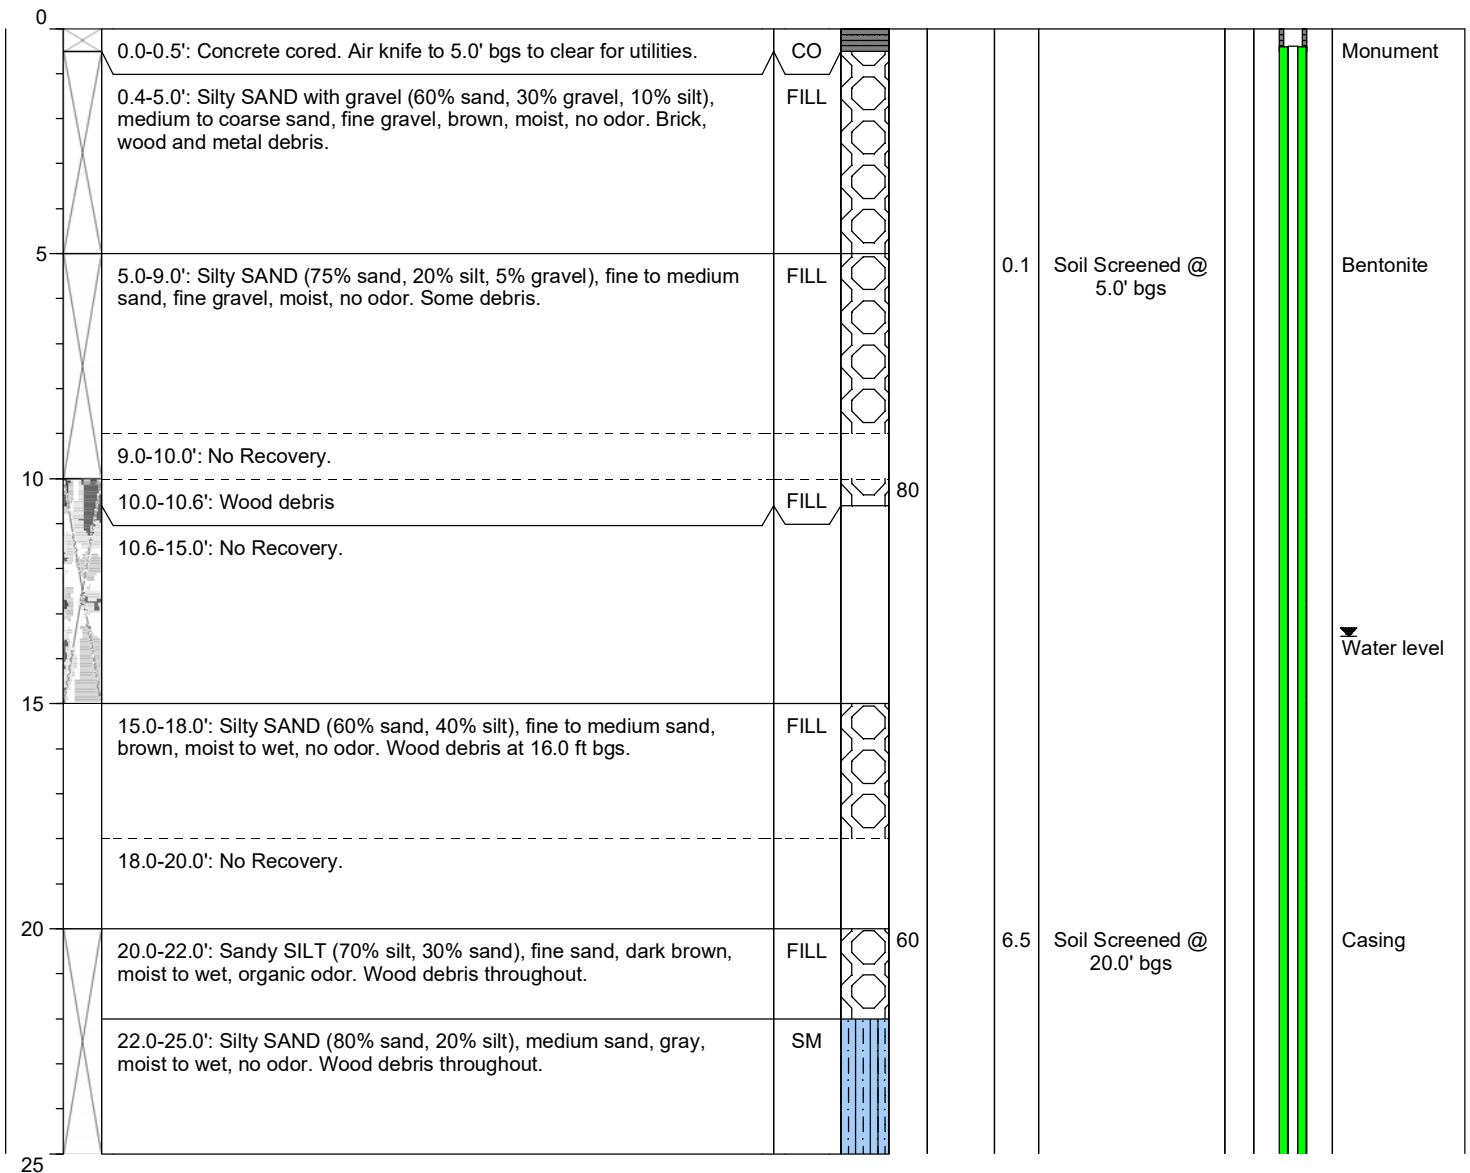 0
0.0-0.5': Concrete cored. Air knife to 5.0' bgs to clear for utilities.
CO
Monument
0.4-5.0': Silty SAND with gravel (60% sand, 30% gravel, 10% silt),
medium to coarse sand, fine gravel, brown, moist, no odor. Brick,
wood and metal debris.
FILL
5
5.0-9.0': Silty SAND (75% sand, 20% silt, 5% gravel), fine to medium
sand, fine gravel, moist, no odor. Some debris.
FILL
0.1
Soil Screened @
5.0' bgs
Bentonite
9.0-10.0': No Recovery.
10
10.0-10.6': Wood debris
FILL
80
10.6-15.0': No Recovery.
Water level
15
15.0-18.0': Silty SAND (60% sand, 40% silt), fine to medium sand,
brown, moist to wet, no odor. Wood debris at 16.0 ft bgs.
FILL
18.0-20.0': No Recovery.
20
20.0-22.0': Sandy SILT (70% silt, 30% sand), fine sand, dark brown,
moist to wet, organic odor. Wood debris throughout.
FILL
60
6.5
Soil Screened @
20.0' bgs
Casing
22.0-25.0': Silty SAND (80% sand, 20% silt), medium sand, gray,
moist to wet, no odor. Wood debris throughout.
SM
25